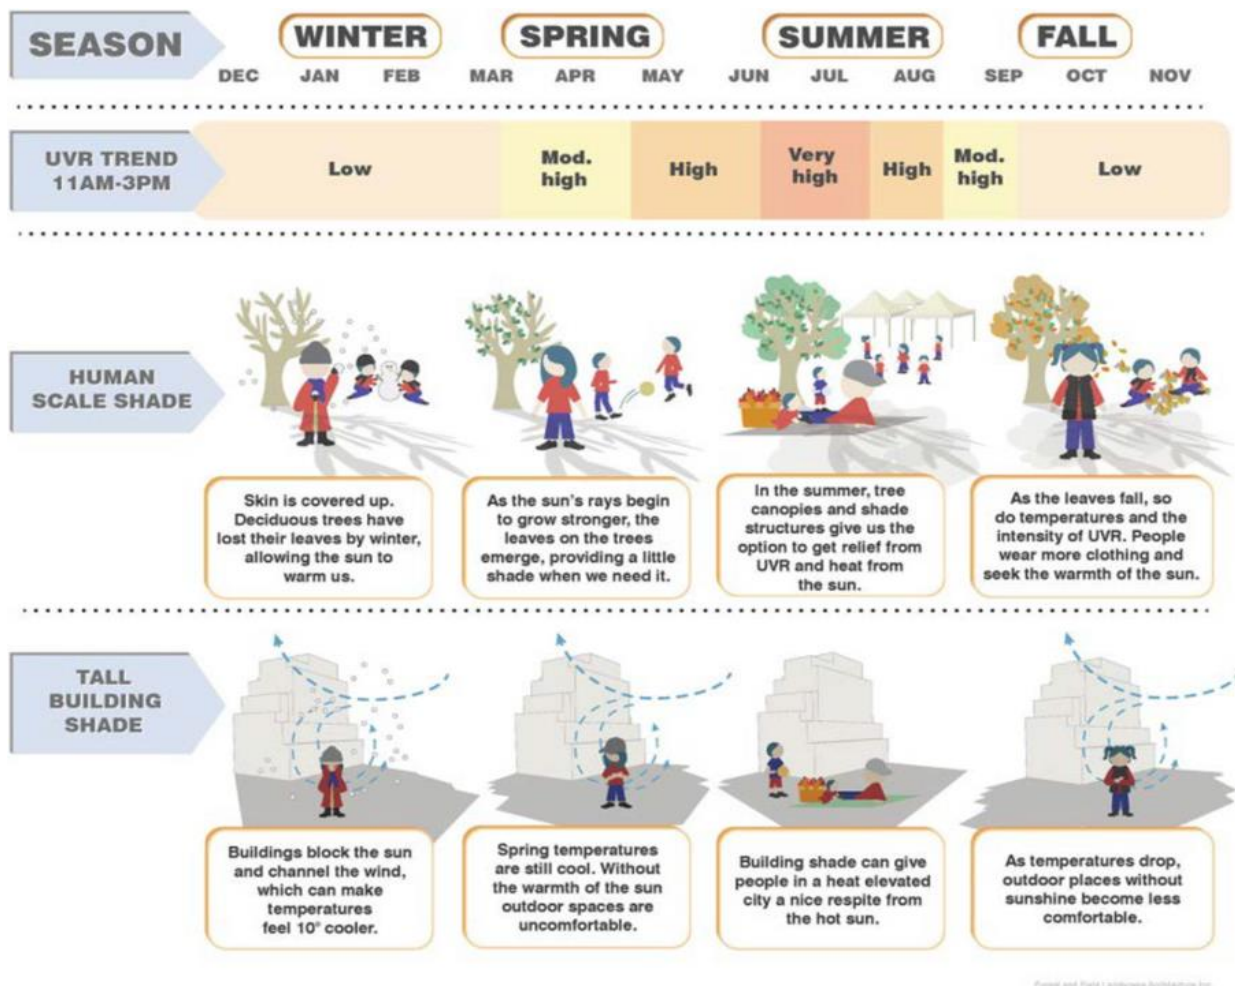 SEASON
WINTER
SPRING
SUMMER
FALL
DEC JAN FEB MAR APR MAY JUN JUL AUG SEP OCT NOV
UVR TREND
11AM-3PM
Low
Mod.
high
High
Very
high
High
Mod.
high
Low
HUMAN
SCALE SHADE
Skin is covered up.
Deciduous trees have
lost their leaves by winter,
allowing the sun to
warm us.
As the sun's rays begin
to grow stronger, the
leaves on the trees
emerge, providing a little
shade when we need it.
In the summer, tree
canopies and shade
structures give us the
option to get relief from
UVR and heat from
the sun.
As the leaves fall, so
do temperatures and the
intensity of UVR. People
wear more clothing and
seek the warmth of the sun.
TALL
BUILDING
SHADE
Buildings block the sun
and channel the wind,
which can make
temperatures
feel 10° cooler.
Spring temperatures
are still cool. Without
the warmth of the sun
outdoor spaces are
uncomfortable.
Building shade can give
people in a heat elevated
city a nice respite from
the hot sun.
As temperatures drop,
outdoor places without
sunshine become less
comfortable.